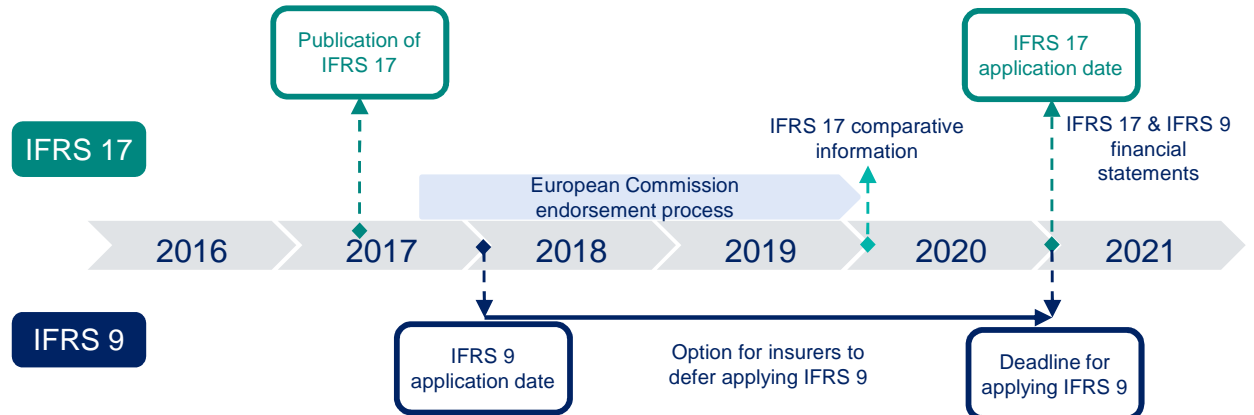 Publication of
IFRS 17
IFRS 17
application date
IFRS 17
IFRS 17 comparative
information
IFRS 17 & IFRS 9
financial
statements
European Commission
endorsement process
2016
2017
2018
2019
2020
2021
IFRS 9
IFRS 9
application date
Option for insurers to
defer applying IFRS 9
Deadline for
applying IFRS 9